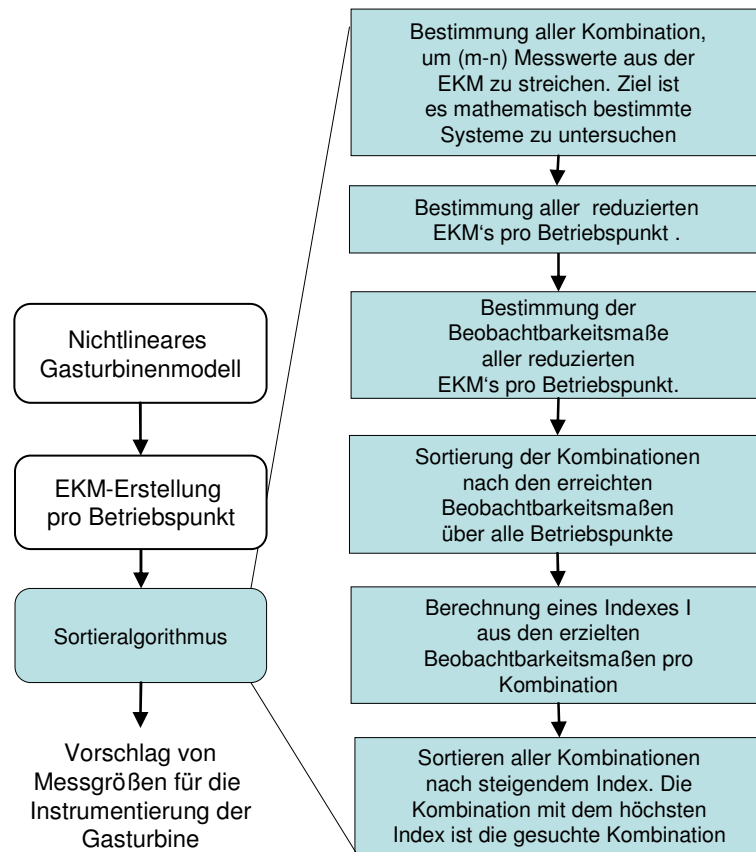 Nichtlineares
Gasturbinenmodell
EKM-Erstellung
pro Betriebspunkt
Sortieralgorithmus
Vorschlag von
Messgrößen für die
Instrumentierung der
Gasturbine
Bestimmung aller Kombination,
um (m-n) Messwerte aus der
EKM zu streichen. Ziel ist
es mathematisch bestimmte
Systeme zu untersuchen
Bestimmung aller reduzierten
EKM‘s pro Betriebspunkt .
Bestimmung der
Beobachtbarkeitsmaße
aller reduzierten
EKM‘s pro Betriebspunkt.
Sortierung der Kombinationen
nach den erreichten
Beobachtbarkeitsmaßen
über alle Betriebspunkte
Berechnung eines Indexes I
aus den erzielten
Beobachtbarkeitsmaßen pro
Kombination
Sortieren aller Kombinationen
nach steigendem Index. Die
Kombination mit dem höchsten
Index ist die gesuchte Kombination